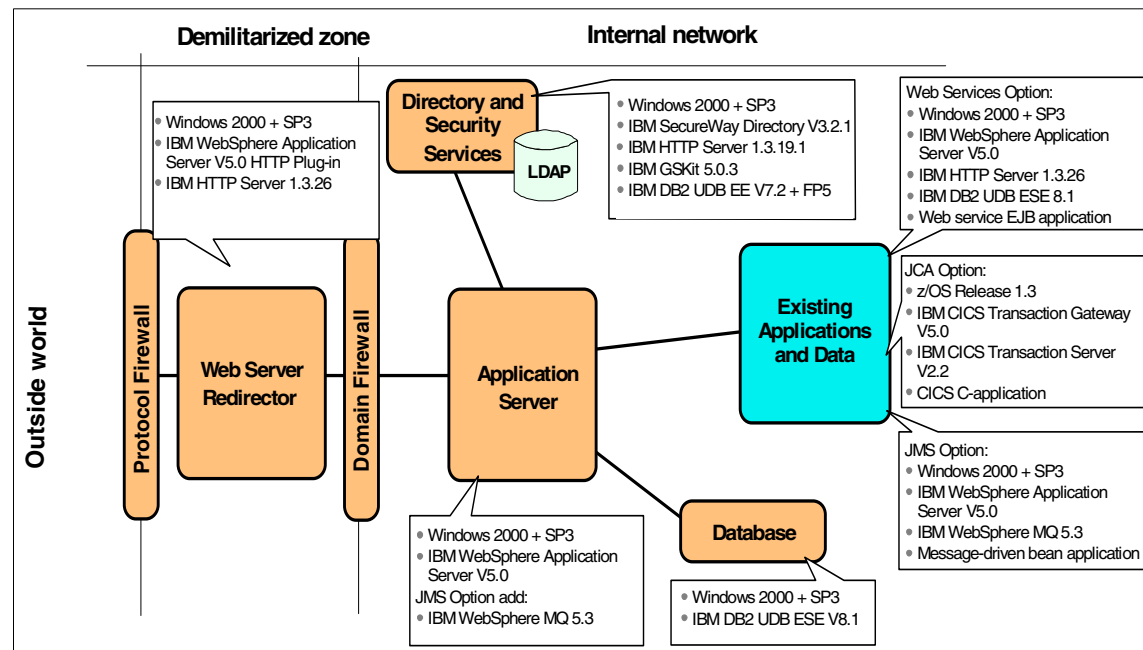 Demilitarized zone
Internal network
Outside world
Protocol Firewall
Domain Firewall
Windows 2000 + SP3
IBM WebSphere Application
Server V5.0 HTTP Plug-in
IBM HTTP Server 1.3.26
Web Server
Redirector
Directory and
Security
Services
LDAP
Windows 2000 + SP3
IBM SecureWay Directory V3.2.1
IBM HTTP Server 1.3.19.1
IBM GSKit 5.0.3
IBM DB2 UDB EE V7.2 + FP5
Application
Server
Windows 2000 + SP3
IBM WebSphere Application
Server V5.0
JMS Option add:
IBM WebSphere MQ 5.3
Existing
Applications
and Data
Database
Windows 2000 + SP3
IBM DB2 UDB ESE V8.1
Web Services Option:
Windows 2000 + SP3
IBM WebSphere Application
Server V5.0
IBM HTTP Server 1.3.26
IBM DB2 UDB ESE 8.1
Web service EJB application
JCA Option:
z/OS Release 1.3
IBM CICS Transaction Gateway
V5.0
IBM CICS Transaction Server
V2.2
CICS C-application
JMS Option:
Windows 2000 + SP3
IBM WebSphere Application
Server V5.0
IBM WebSphere MQ 5.3
Message-driven bean application